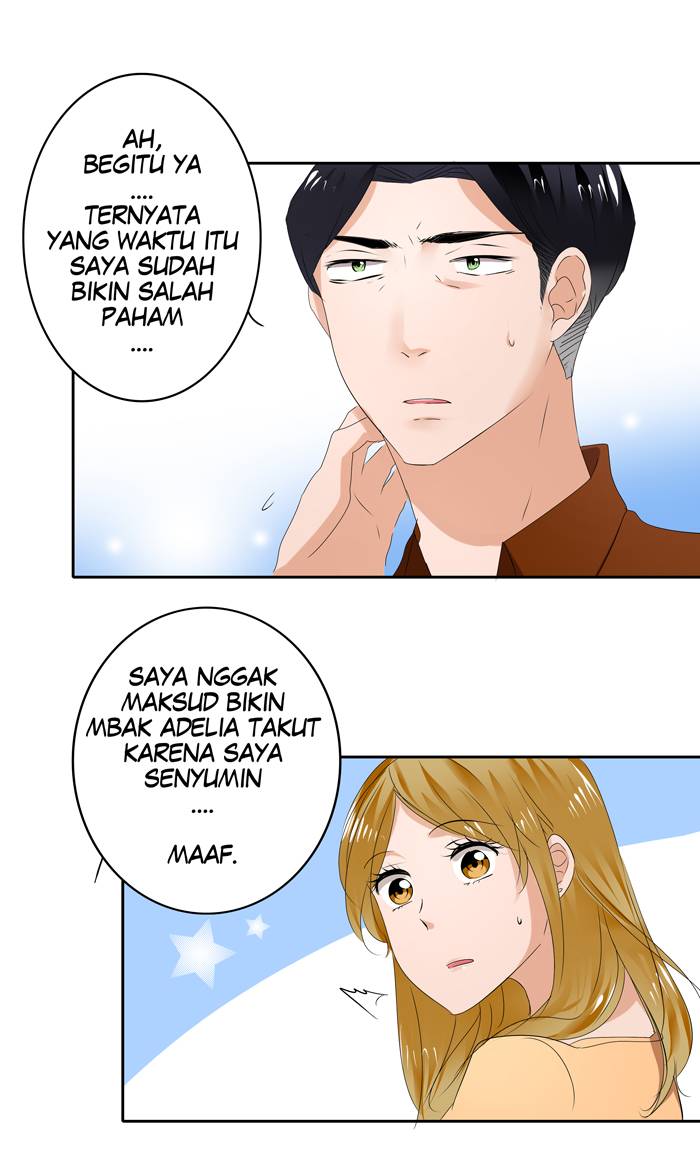 AH,
BEGITU YA
....
TERNYATA
YANG WAKTU ITU
SAYA SUDAH
BIKIN SALAH
PAHAM
....
SAYA NGGAK
MAKSUD BIKIN
MBAK ADELIA TAKUT
KARENA SAYA
SENYUMIN
....
MAAF.